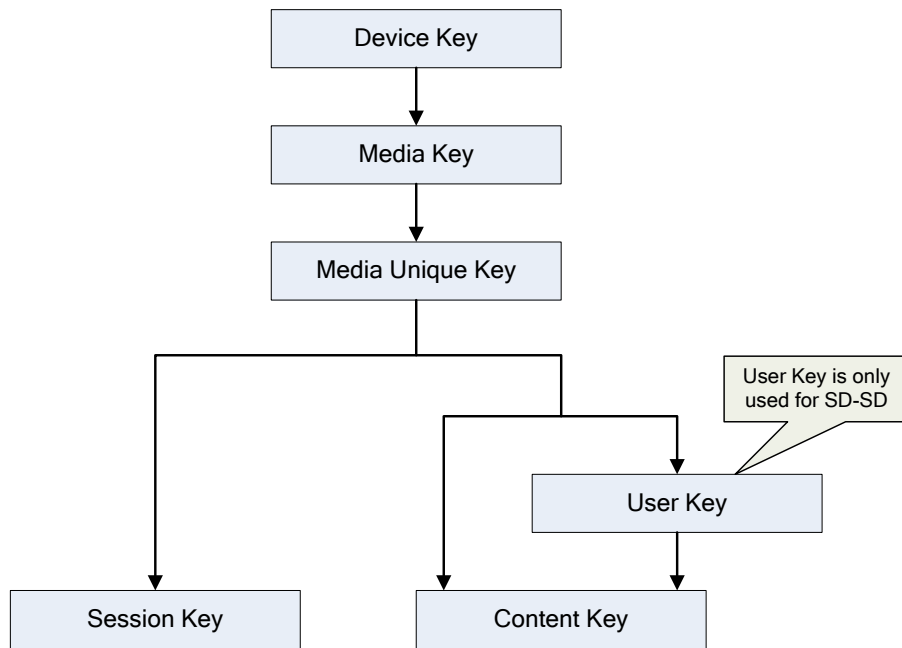 Device Key
Media Key
Media Unique Key
User Key is only
used for SD-SD
User Key
Session Key
Content Key